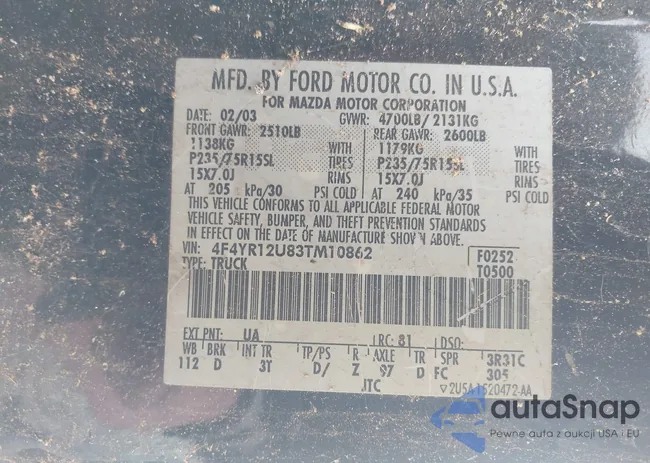 MFD. BY FORD MOTOR CO. IN U.S.A.
FOR MAZDA MOTOR CORPORATION
DATE: 02/03 GVWR: 4700LB/ 2131KG
FRONT GAWR: 2510LB REAR GAWR: 2600LB
1138KG WITH 1179KG WITH
P235/75R15SL TIRES P235/75R15SL TIRES
15X7.0J RIMS 15X7.0J RIMS
AT 205 kPa/30 PSI COLD AT 240 kPa/35 PSI COLD
THIS VEHICLE CONFORMS TO ALL APPLICABLE FEDERAL MOTOR
VEHICLE SAFETY, BUMPER, AND THEFT PREVENTION STANDARDS
IN EFFECT ON THE DATE OF MANUFACTURE SHOWN ABOVE.
VIN: 4F4YR12U83TM10862 F0252
TYPE: TRUCK T0500
EXT PNT: UA RC: 81 DSO:
WB BRK INT TR TP/PS R AXLE TR SPR 3R31C
112 D 3T D/ Z 97 D FC 305
JTC 2U5A 1520472-AA
autaSnap
Pewne auta z aukcji USA i EU